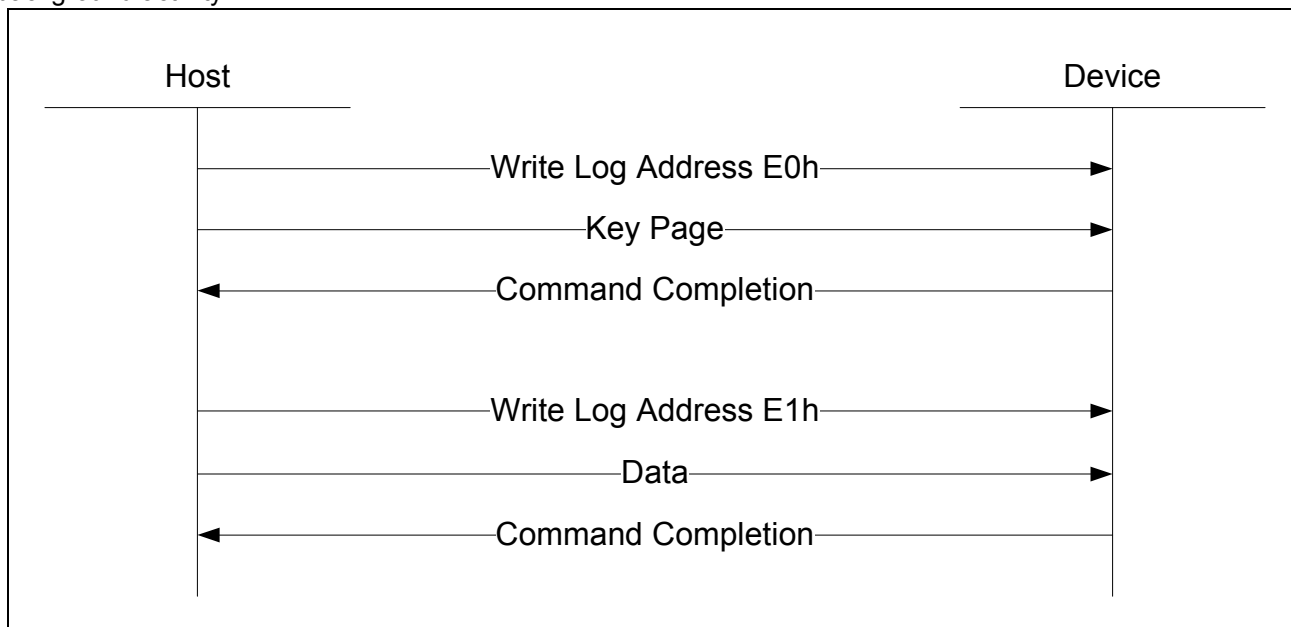 Host
Device
Write Log Address E0h
Key Page
Command Completion
Write Log Address E1h
Data
Command Completion